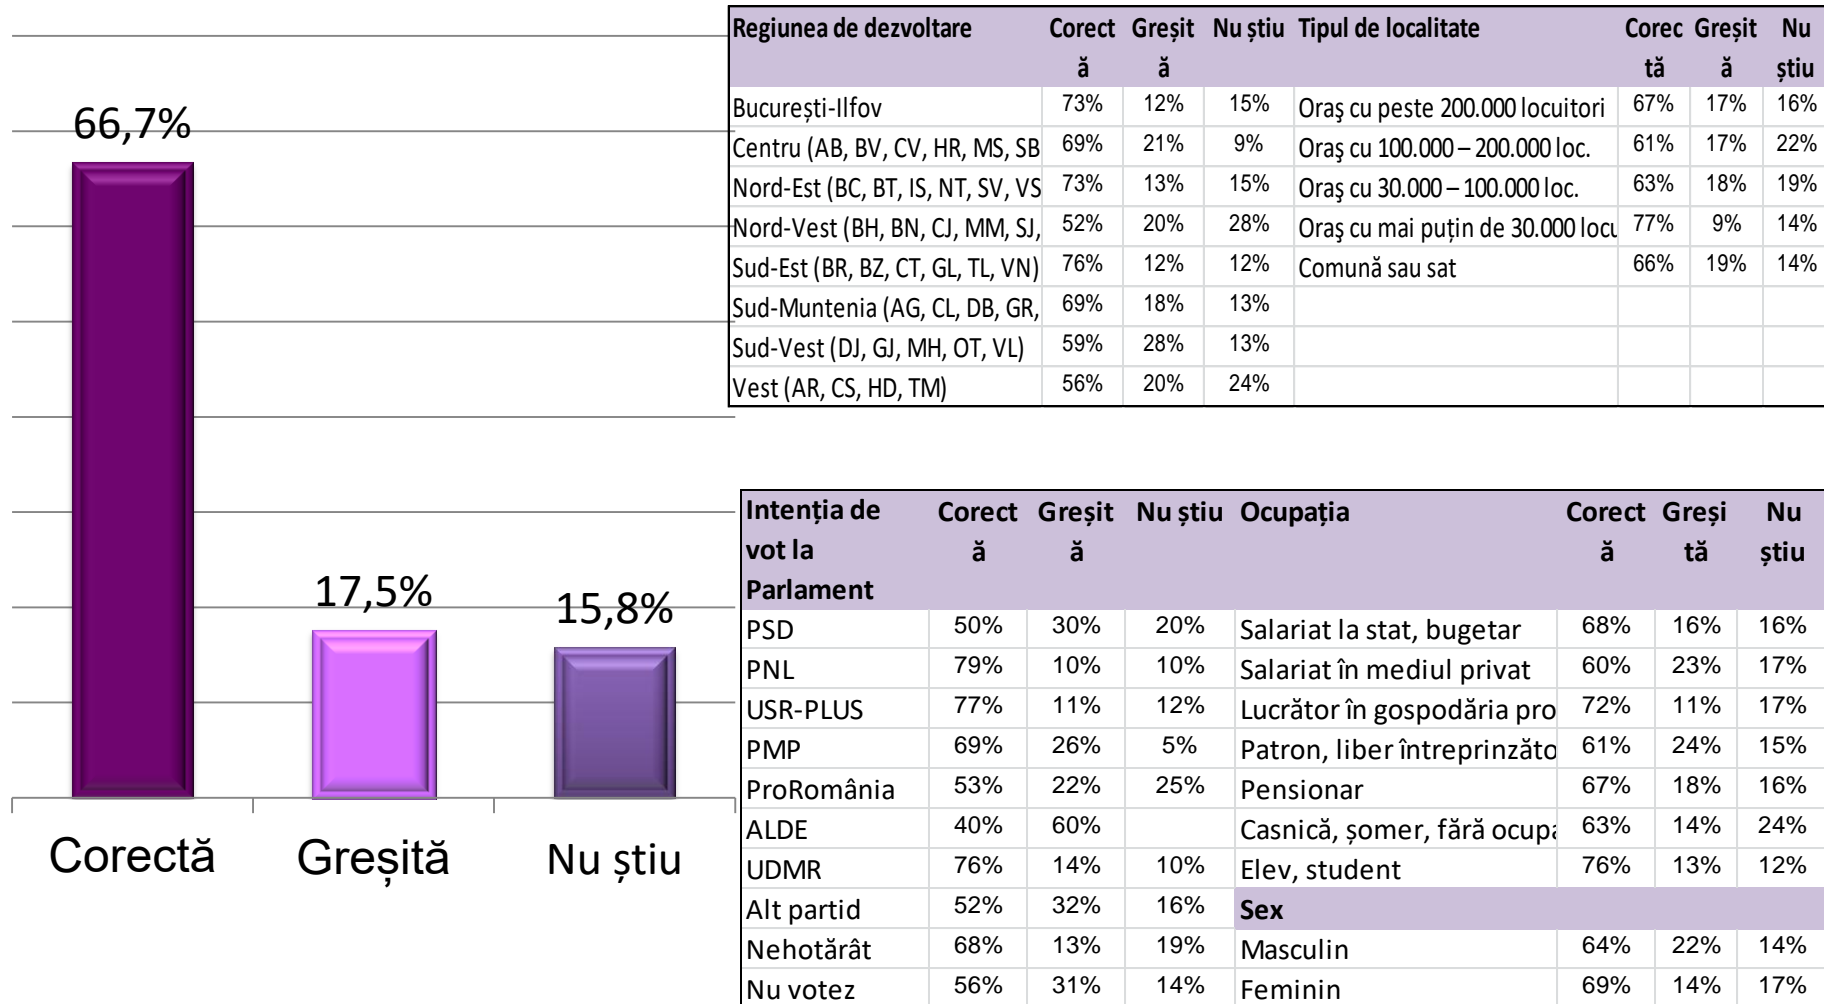 66,7%
17,5%
15,8%
Corectă
Greșită
Nu știu
Regiunea de dezvoltare Corect Greșit Nu știu Tipul de localitate Corec Greșit Nu
ă ă tă ă știu
București-Ilfov 73% 12% 15% Oraş cu peste 200.000 locuitori 67% 17% 16%
Centru (AB, BV, CV, HR, MS, SB 69% 21% 9% Oraş cu 100.000 – 200.000 loc. 61% 17% 22%
Nord-Est (BC, BT, IS, NT, SV, VS 73% 13% 15% Oraş cu 30.000 – 100.000 loc. 63% 18% 19%
Nord-Vest (BH, BN, CJ, MM, SJ, 52% 20% 28% Oraş cu mai puțin de 30.000 locu 77% 9% 14%
Sud-Est (BR, BZ, CT, GL, TL, VN) 76% 12% 12% Comună sau sat 66% 19% 14%
Sud-Muntenia (AG, CL, DB, GR, 69% 18% 13%
Sud-Vest (DJ, GJ, MH, OT, VL) 59% 28% 13%
Vest (AR, CS, HD, TM) 56% 20% 24%
Intenția de Corect Greșit Nu știu Ocupația Corect Greși Nu
vot la ă ă ă tă știu
Parlament
PSD 50% 30% 20% Salariat la stat, bugetar 68% 16% 16%
PNL 79% 10% 10% Salariat în mediul privat 60% 23% 17%
USR-PLUS 77% 11% 12% Lucrător în gospodăria pro 72% 11% 17%
PMP 69% 26% 5% Patron, liber întreprinzăto 61% 24% 15%
ProRomânia 53% 22% 25% Pensionar 67% 18% 16%
ALDE 40% 60% Casnică, șomer, fără ocupa 63% 14% 24%
UDMR 76% 14% 10% Elev, student 76% 13% 12%
Alt partid 52% 32% 16% Sex
Nehotărât 68% 13% 19% Masculin 64% 22% 14%
Nu votez 56% 31% 14% Feminin 69% 14% 17%